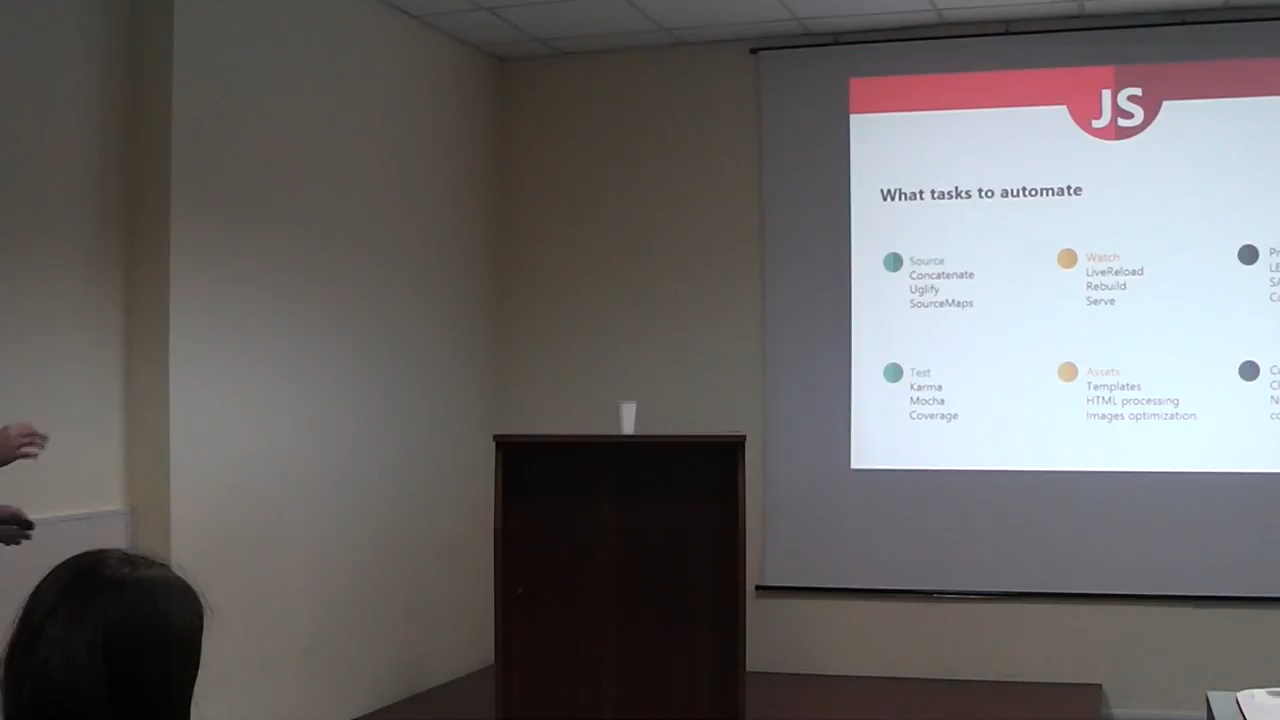 JS
What tasks to automate
Source
Concatenate
Uglify
SourceMaps
Watch
LiveReload
Rebuild
Serve
Test
Karma
Mocha
Coverage
Assets
Templates
HTML processing
Images optimization